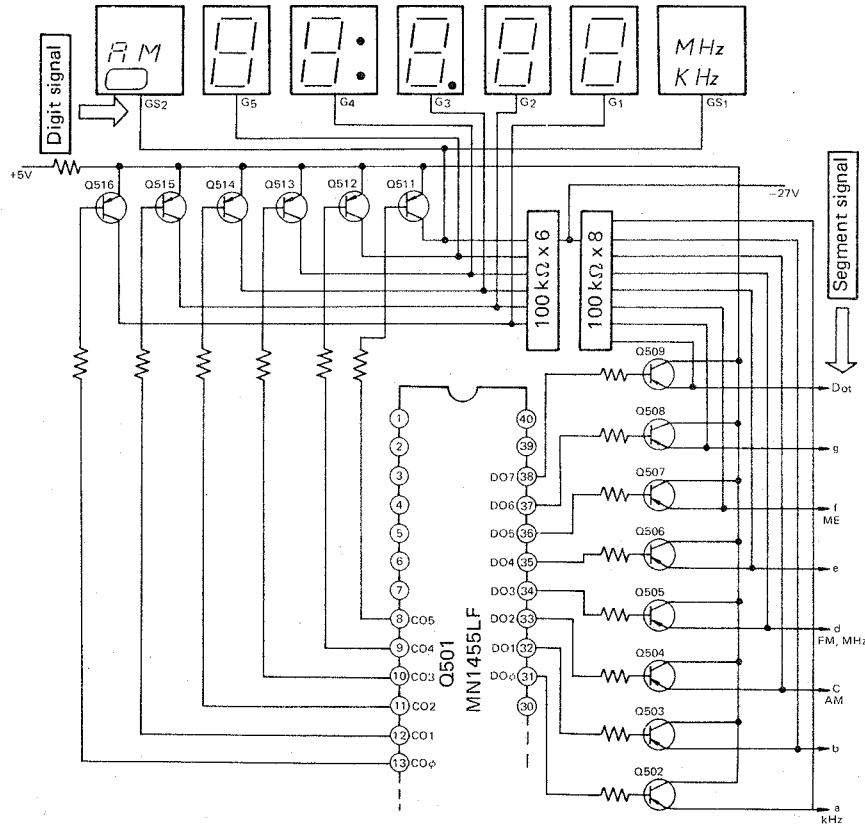 AM
MHz
KHz
Digit signal
GS2
G5
G4
G3
G2
G1
GS1
+5V
Q516
Q515
Q514
Q513
Q512
Q511
-27V
100 kΩ x 6
100 kΩ x 8
Segment signal
Q509
Dot
Q508
g
Q507
f
ME
Q506
e
Q505
d
FM, MHz
Q504
C
AM
Q503
b
Q502
a
kHz
1
2
3
4
5
6
7
8 CO5
9 CO4
10 CO3
11 CO2
12 CO1
13 COφ
Q501
MN1455LF
40
39
DO7 38
DO6 37
DO5 36
DO4 35
DO3 34
DO2 33
DO1 32
DOφ 31
30